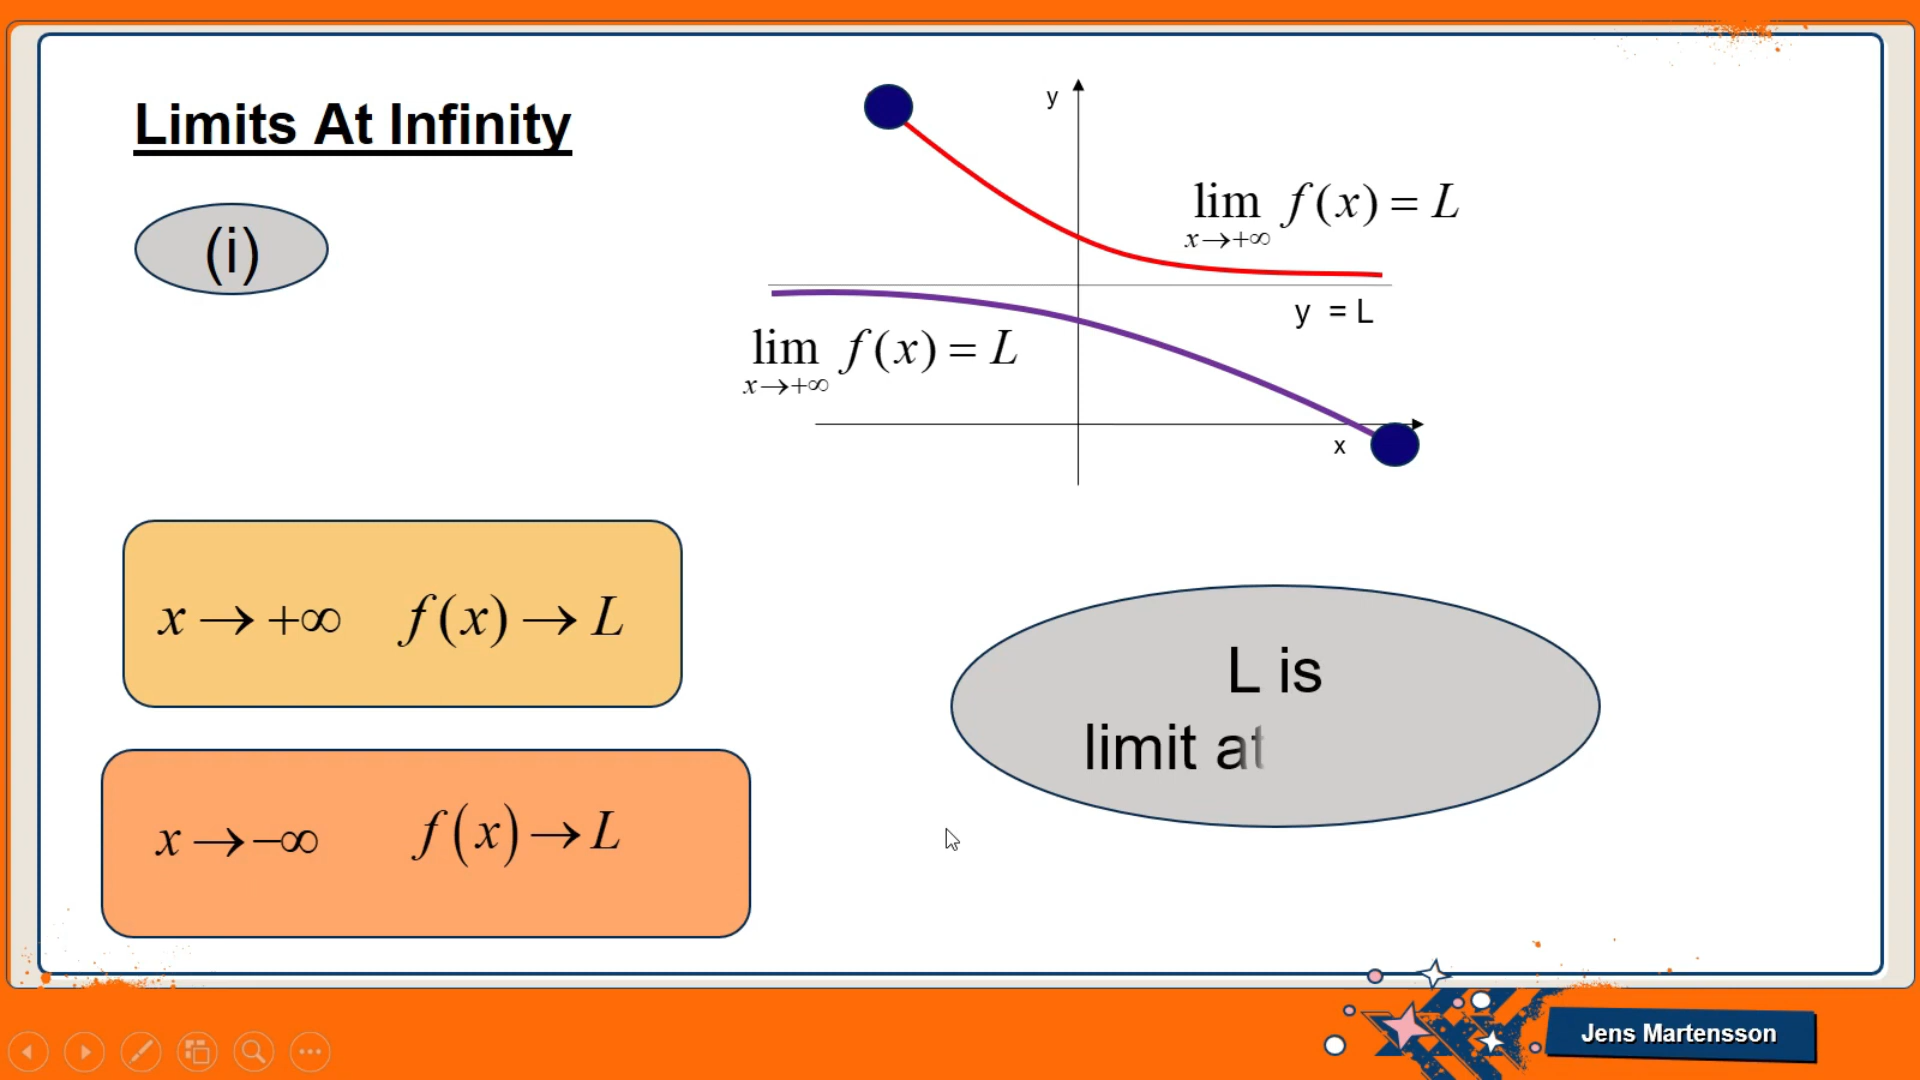 Limits At Infinity
(i)
y
lim f(x) = L
x→+∞
y = L
lim f(x) = L
x→+∞
x
x→+∞ f(x)→L
x→−∞ f(x)→L
L is
limit at
Jens Martensson